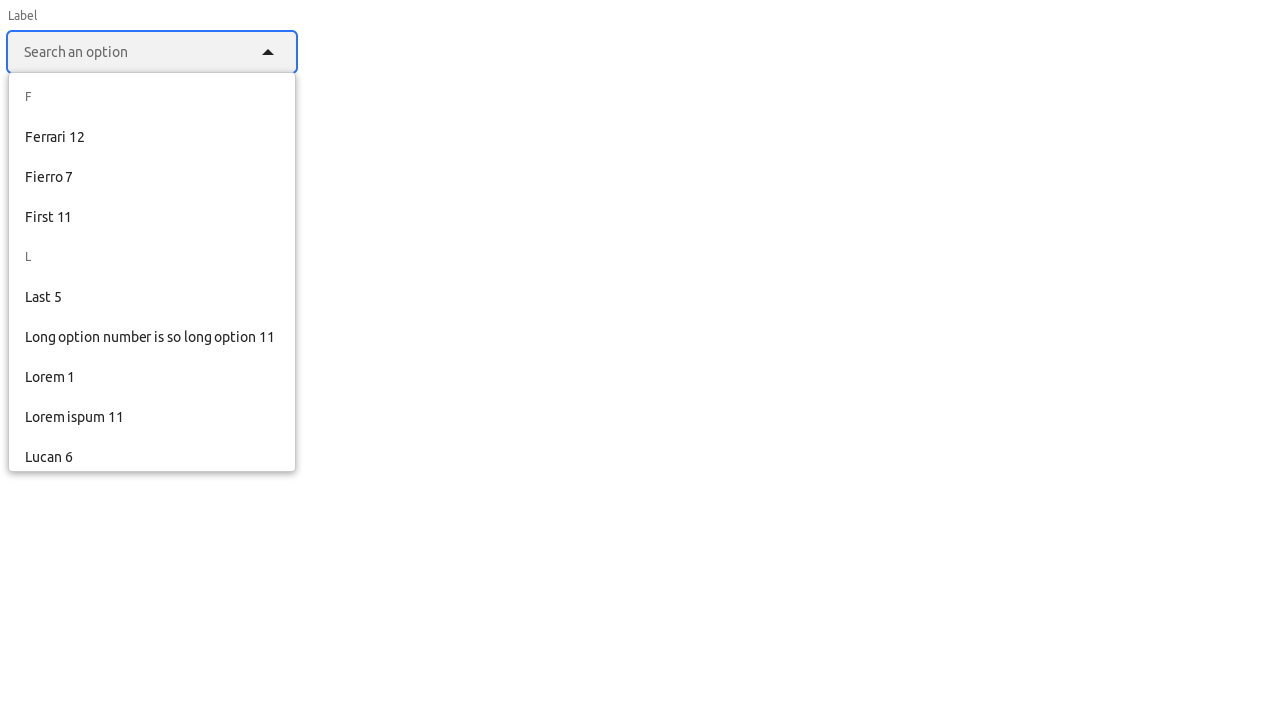 Label
Search an option
F
Ferrari 12
Fierro 7
First 11
L
Last 5
Long option number is so long option 11
Lorem 1
Lorem ispum 11
Lucan 6